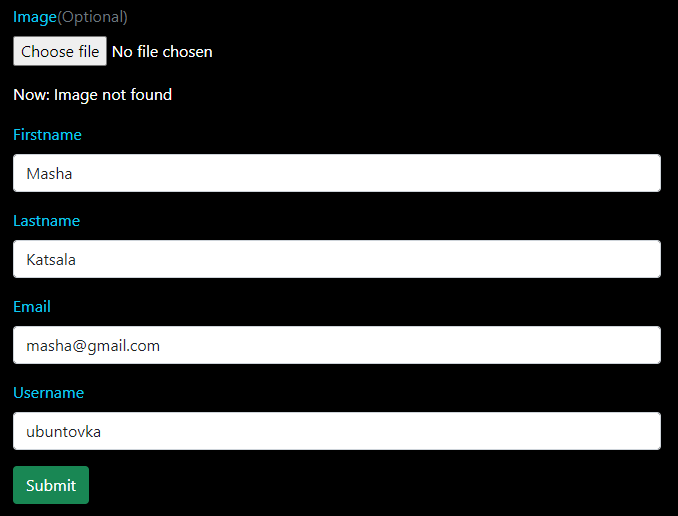 Image(Optional)
Choose file No file chosen
Now: Image not found
Firstname
Masha
Lastname
Katsala
Email
masha@gmail.com
Username
ubuntovka
Submit